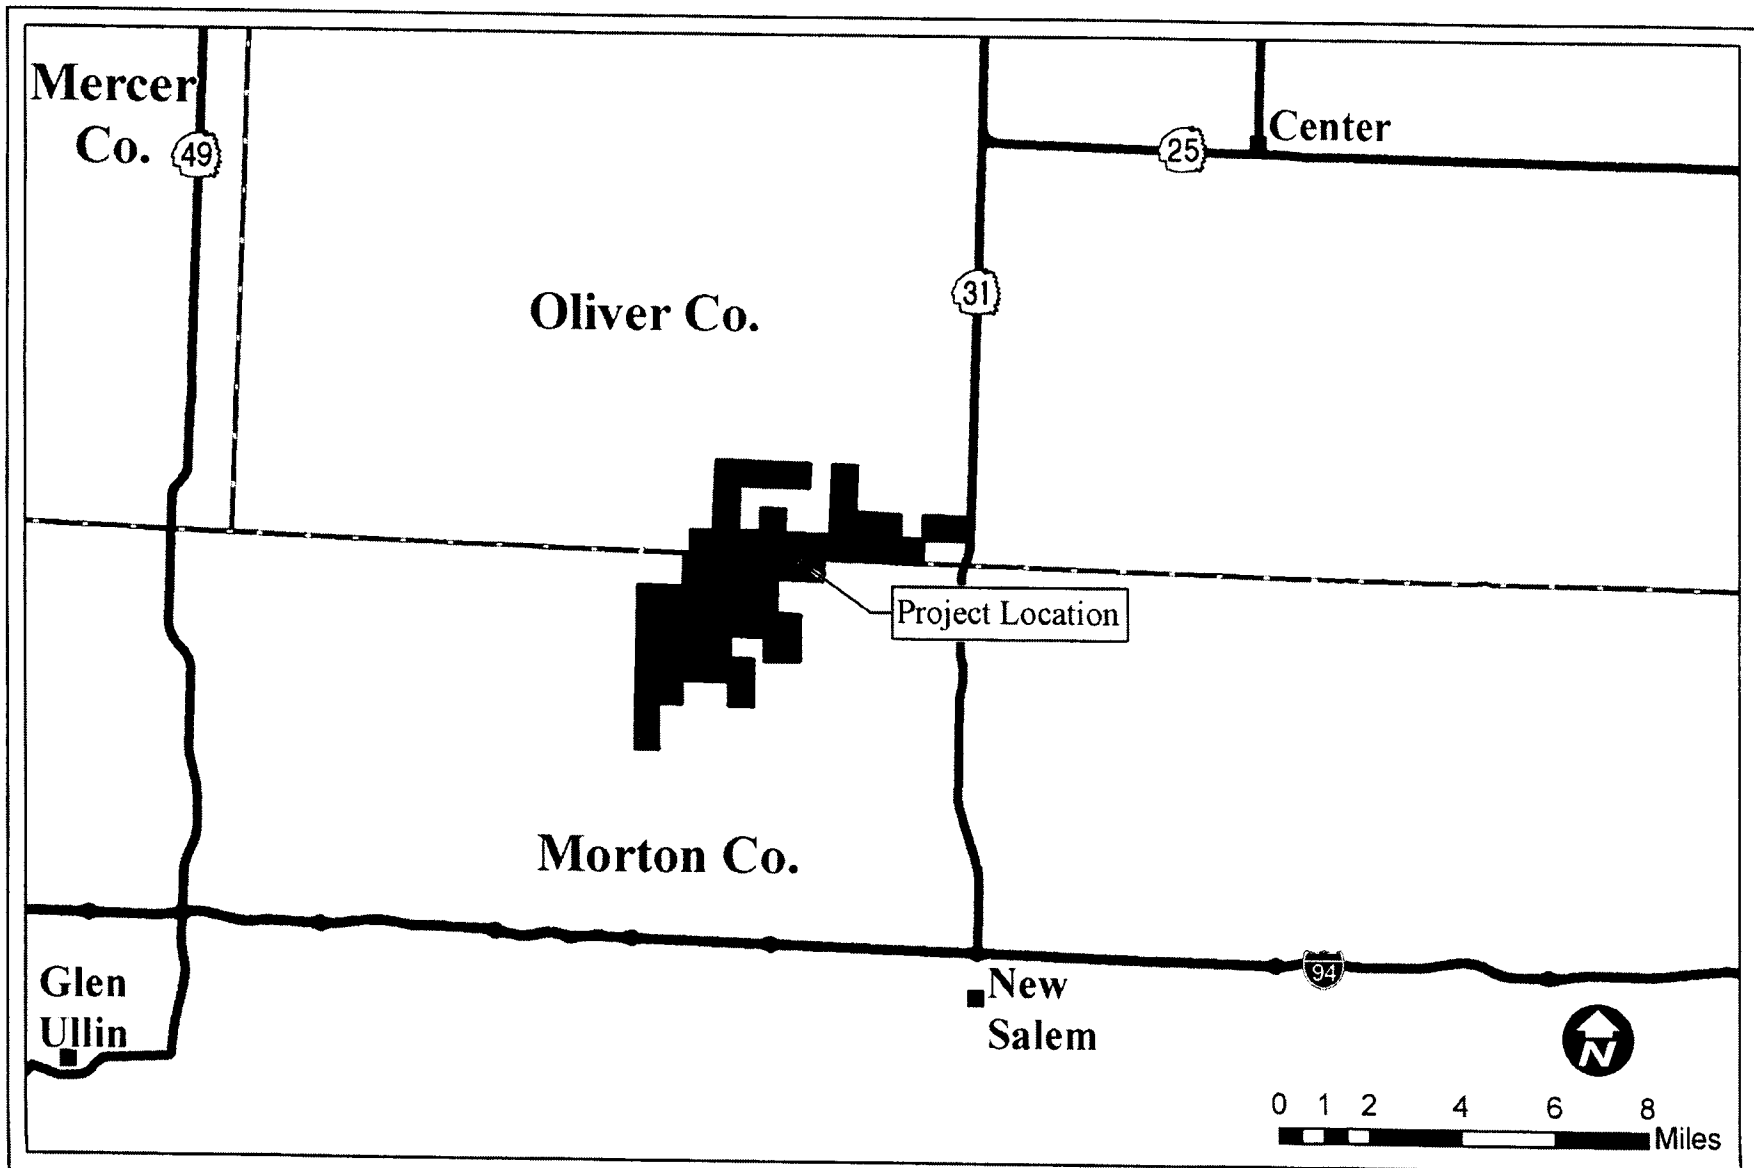 Mercer
Co.
49
Center
25
31
Oliver Co.
Project Location
Morton Co.
94
Glen
Ullin
New
Salem
N
0 1 2 4 6 8
Miles